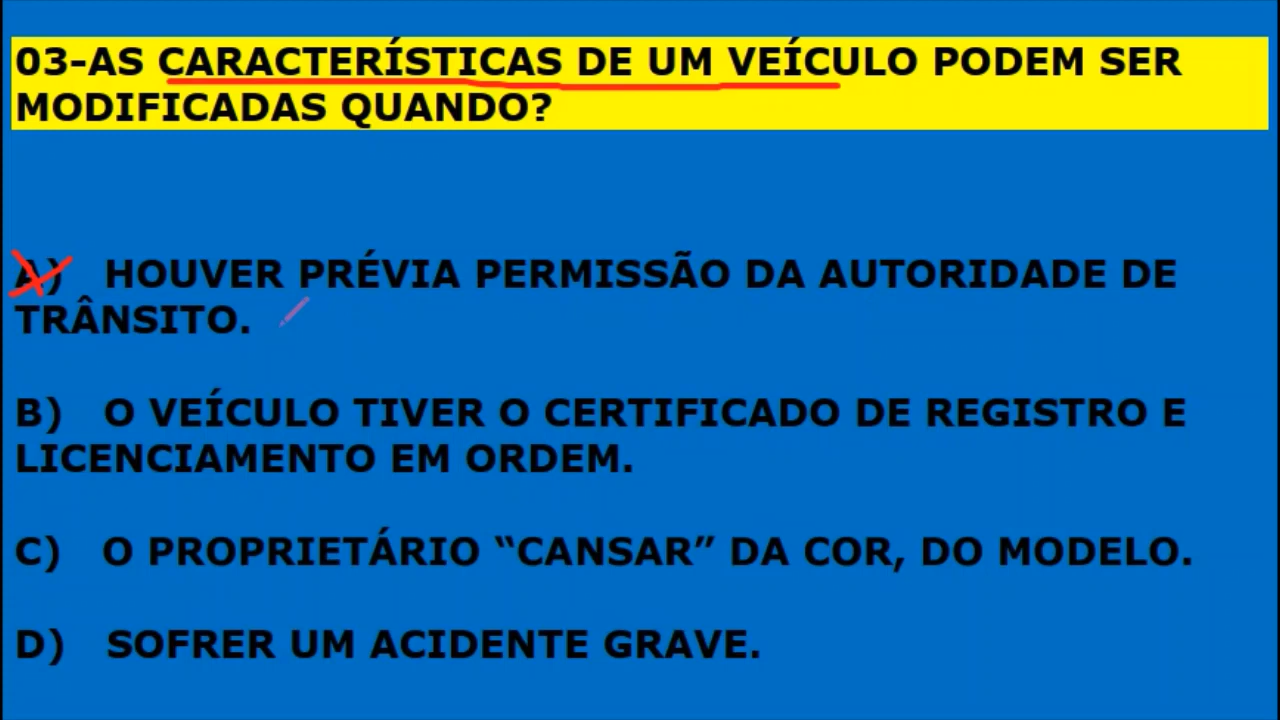 03-AS CARACTERÍSTICAS DE UM VEÍCULO PODEM SER
MODIFICADAS QUANDO?
A) HOUVER PRÉVIA PERMISSÃO DA AUTORIDADE DE
TRÂNSITO.
B) O VEÍCULO TIVER O CERTIFICADO DE REGISTRO E
LICENCIAMENTO EM ORDEM.
C) O PROPRIETÁRIO “CANSAR” DA COR, DO MODELO.
D) SOFRER UM ACIDENTE GRAVE.